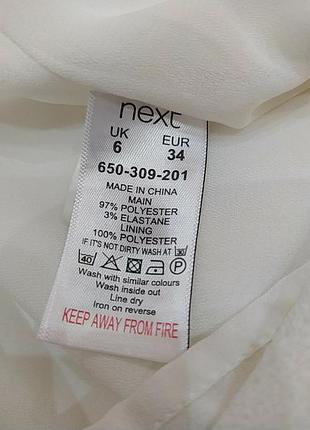 next
UK EUR
6 34
650-309-201
MADE IN CHINA
MAIN
97% POLYESTER
3% ELASTANE
LINING
100% POLYESTER
IF IT'S NOT DIRTY WASH AT 30
40 P
Wash with similar colours
Wash inside out
Line dry
Iron on reverse
KEEP AWAY FROM FIRE